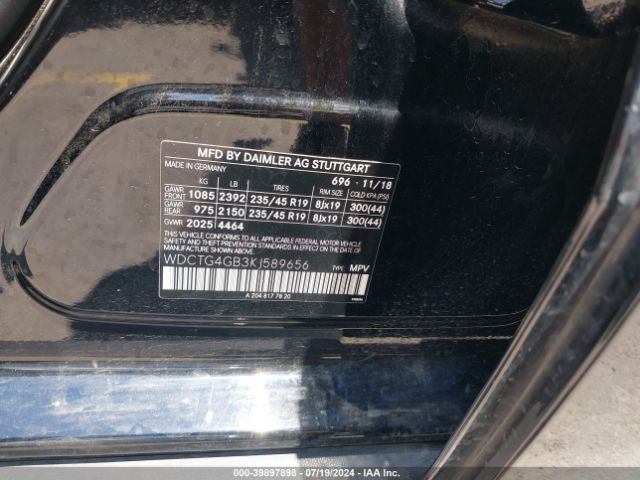 MFD BY DAIMLER AG STUTTGART
MADE IN GERMANY 696 - 11/18
KG LB TIRES RIM SIZE COLD KPA (PSI)
GAWR FRONT 1085 2392 235/45 R19 8Jx19 300(44)
GAWR REAR 975 2150 235/45 R19 8Jx19 300(44)
GVWR 2025 4464
THIS VEHICLE CONFORMS TO ALL APPLICABLE FEDERAL MOTOR VEHICLE
SAFETY AND THEFT PREVENTION STANDARDS IN EFFECT ON THE DATE
OF MANUFACTURE SHOWN ABOVE.
WDCTG4GB3KJ589656 TYPE: MPV
A 204 817 78 20
000-39897898 | 07/19/2024 | IAA Inc.